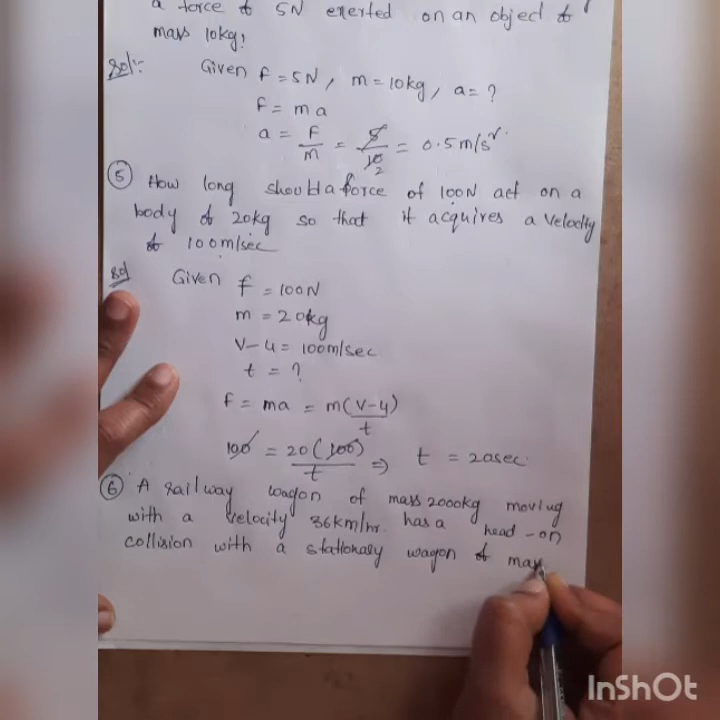 a force of 5N exerted on an object of
mass 10kg?
Sol:- Given F = 5N, m = 10kg, a = ?
F = ma
a = F/m = 5/10 2 = 0.5m/s²
⑤ How long should a force of 100N act on a
body of 20kg so that it acquires a velocity
of 100m/sec
Sol Given F = 100N
m = 20kg
V-u = 100m/sec
t = ?
F = ma = m(V-u)/t
100 = 20(100)/t ⇒ t = 20sec.
⑥ A railway wagon of mass 2000kg moving
with a velocity 36km/hr. has a head-on
collision with a stationary wagon of mas
InShOt